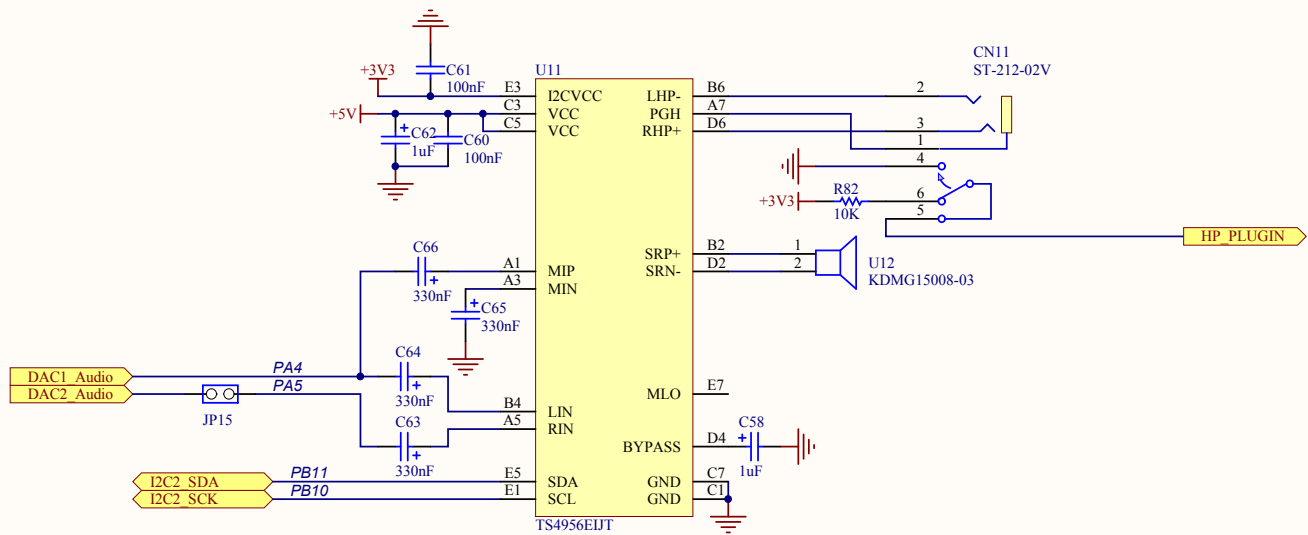 CN11
ST-212-02V
+3V3
C61
100nF
U11
E3
I2CVCC
LHP-
B6
2
+5V
C3
VCC
PGH
A7
C5
VCC
RHP+
D6
3
C62
1uF
C60
100nF
1
4
+3V3
R82
10K
6
5
HP_PLUGIN
C66
330nF
A1
MIP
A3
MIN
SRP+
B2
1
SRN-
D2
2
U12
KDMG15008-03
C65
330nF
C64
330nF
DAC1_Audio
PA4
DAC2_Audio
PA5
JP15
C63
330nF
B4
LIN
A5
RIN
MLO
E7
BYPASS
D4
C58
1uF
I2C2_SDA
PB11
E5
SDA
GND
C7
I2C2_SCK
PB10
E1
SCL
GND
C1
TS4956EIJT